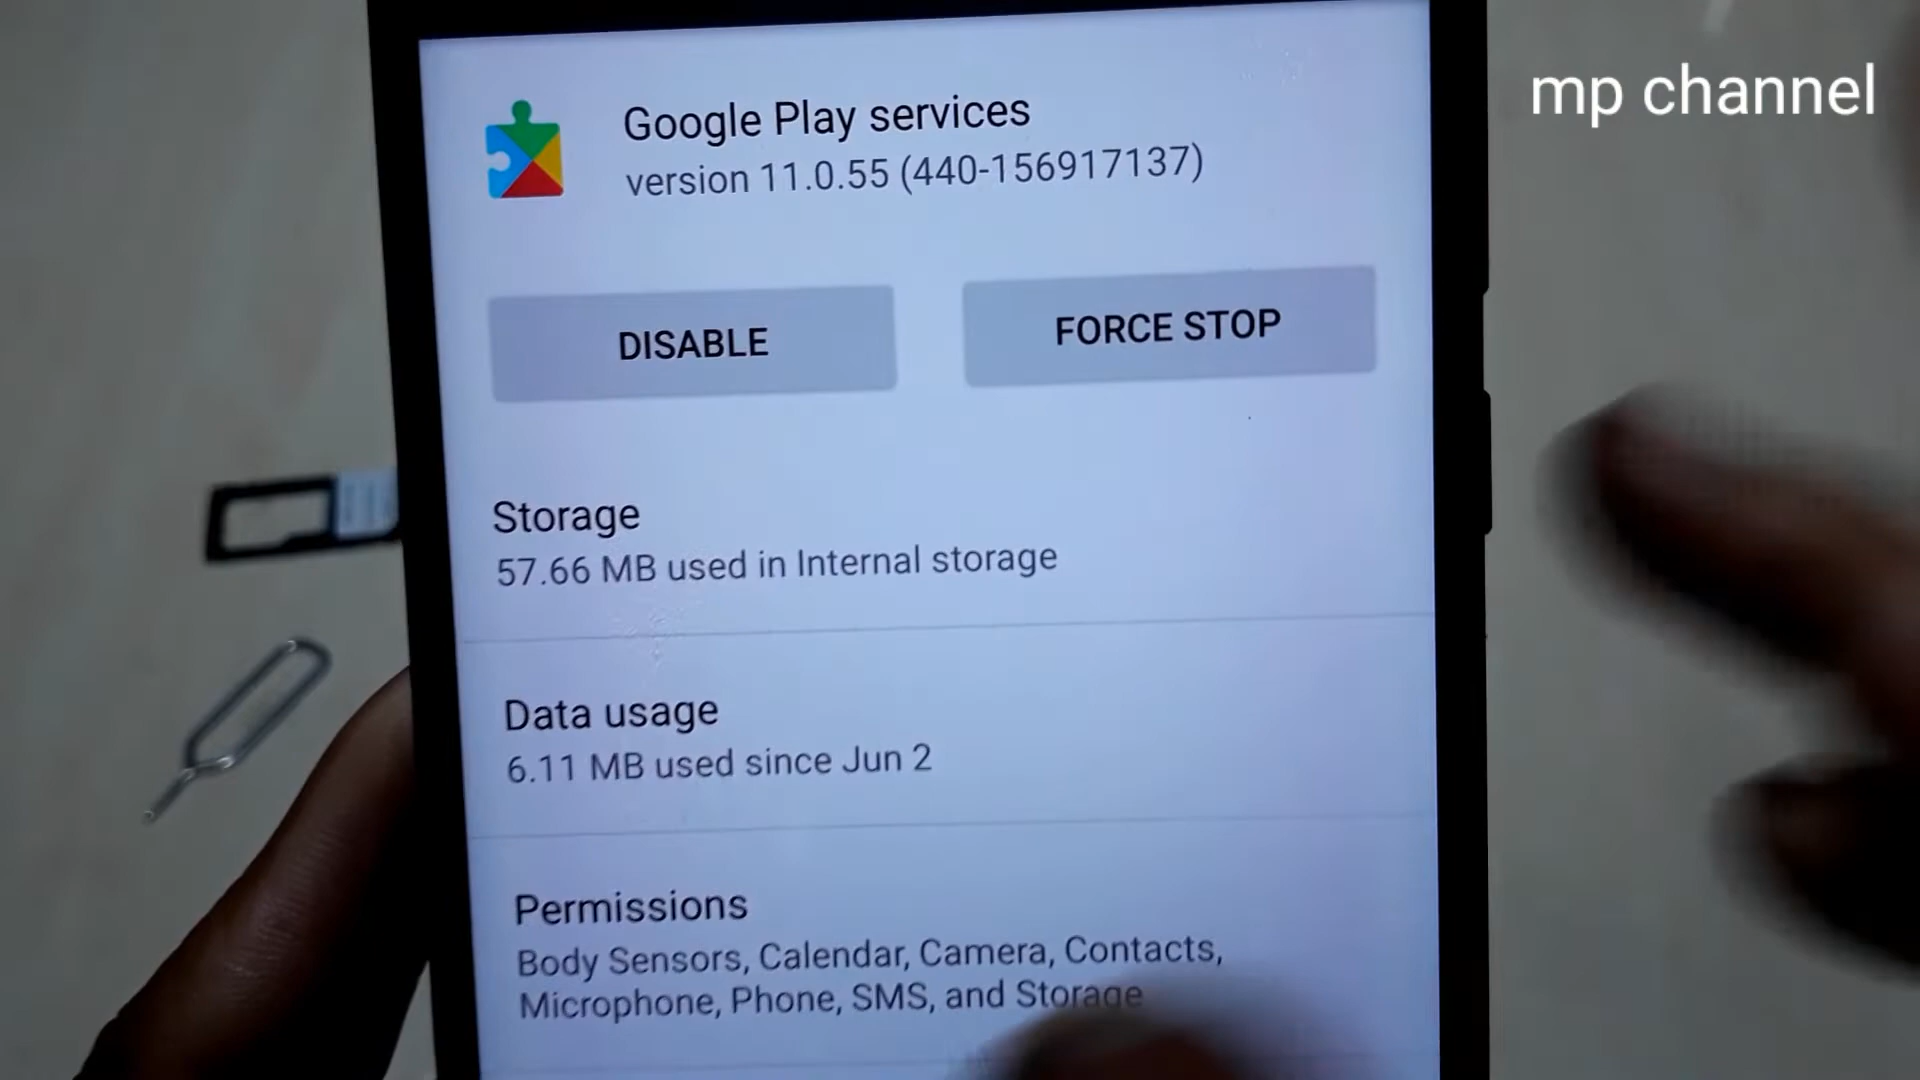 mp channel
Google Play services
version 11.0.55 (440-156917137)
DISABLE
FORCE STOP
Storage
57.66 MB used in Internal storage
Data usage
6.11 MB used since Jun 2
Permissions
Body Sensors, Calendar, Camera, Contacts,
Microphone, Phone, SMS, and Storage